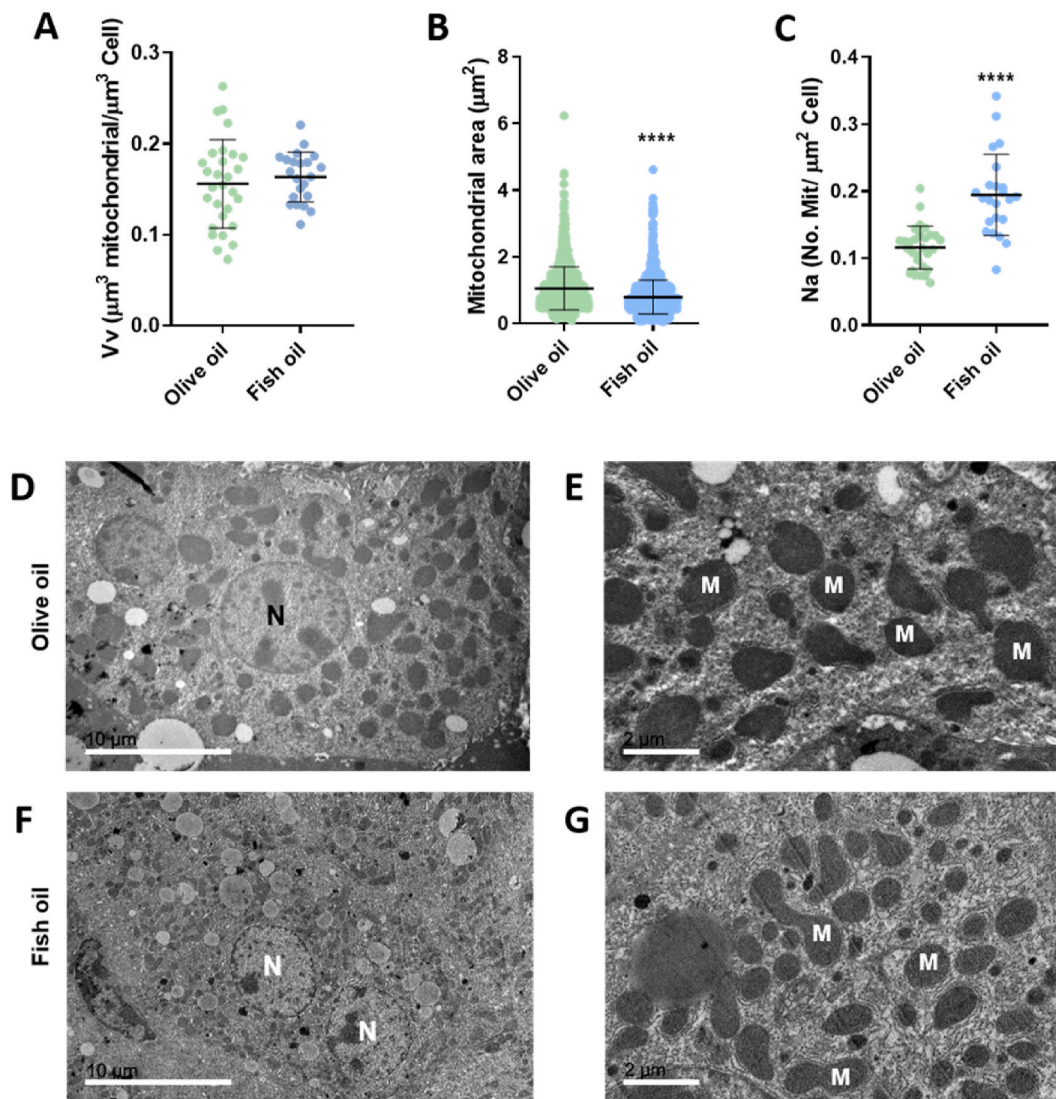 A
Vv (μm³ mitochondrial/μm³ Cell)
0.3
0.2
0.1
0.0
Olive oil
Fish oil
B
Mitochondrial area (μm²)
8
6
4
2
0
****
Olive oil
Fish oil
C
Na (No. Mit/ μm² Cell)
0.4
0.3
0.2
0.1
0.0
****
Olive oil
Fish oil
Olive oil
D
N
10 μm
E
M
M
M
M
2 μm
Fish oil
F
N
N
10 μm
G
M
M
M
2 μm